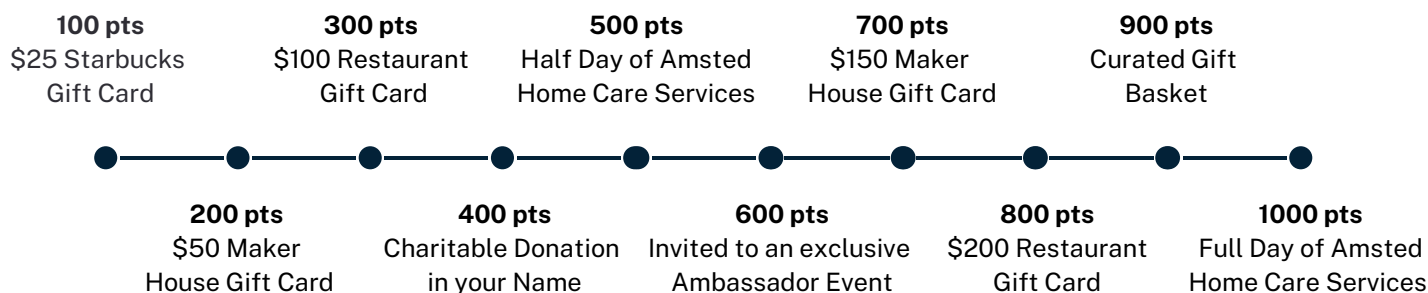 100 pts
$25 Starbucks
Gift Card
300 pts
$100 Restaurant
Gift Card
500 pts
Half Day of Amsted
Home Care Services
700 pts
$150 Maker
House Gift Card
900 pts
Curated Gift
Basket
200 pts
$50 Maker
House Gift Card
400 pts
Charitable Donation
in your Name
600 pts
Invited to an exclusive
Ambassador Event
800 pts
$200 Restaurant
Gift Card
1000 pts
Full Day of Amsted
Home Care Services